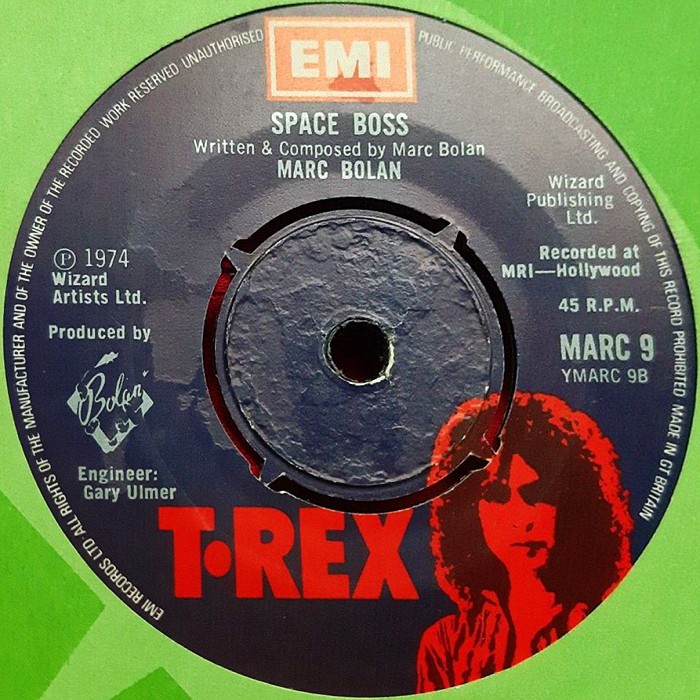 EMI
SPACE BOSS
Written & Composed by Marc Bolan
MARC BOLAN
Wizard
Publishing
Ltd.
℗ 1974
Wizard
Artists Ltd.
Recorded at
MRI—Hollywood
45 R.P.M.
Produced by
Bolan
MARC 9
YMARC 9B
Engineer:
Gary Ulmer
T•REX
EMI RECORDS LTD ALL RIGHTS OF THE MANUFACTURER AND OF THE OWNER OF THE RECORDED WORK RESERVED UNAUTHORISED PUBLIC PERFORMANCE BROADCASTING AND COPYING OF THIS RECORD PROHIBITED MADE IN GT BRITAIN